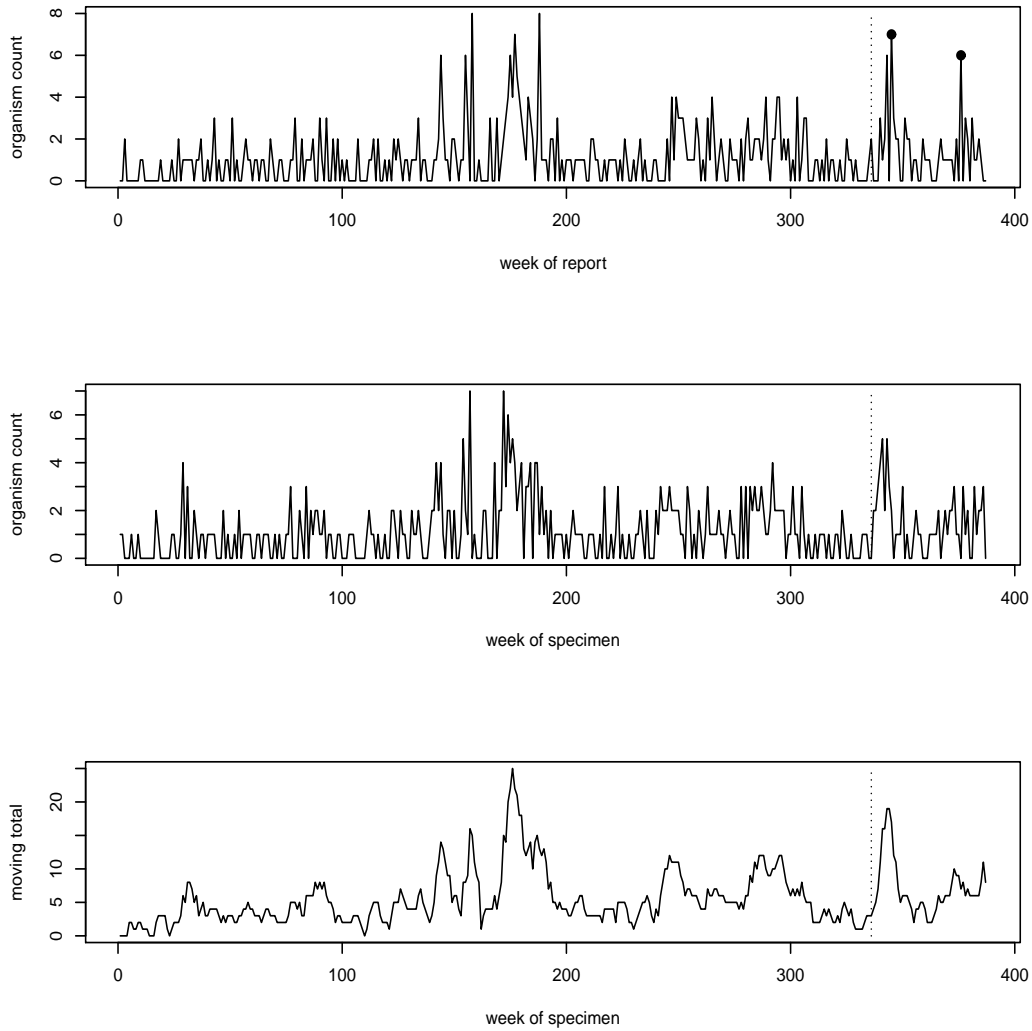 organism count
0 2 4 6 8
0 100 200 300 400
week of report
organism count
0 2 4 6
0 100 200 300 400
week of specimen
moving total
0 5 10 20
0 100 200 300 400
week of specimen